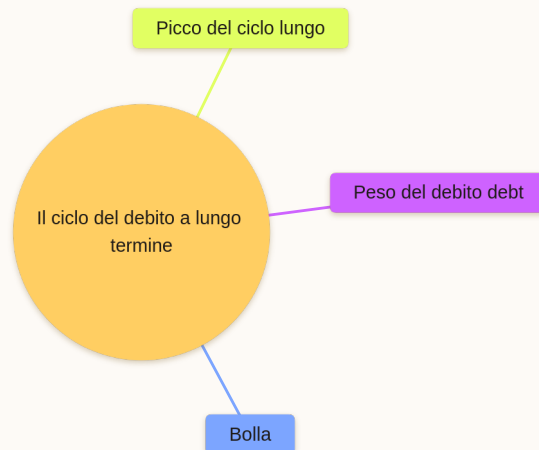 Picco del ciclo lungo
Peso del debito debt
Il ciclo del debito a lungo
termine
Bolla